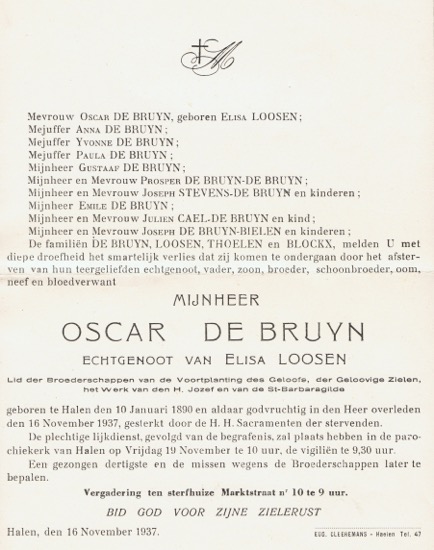 M
Mevrouw Oscar DE BRUYN, geboren Elisa LOOSEN;
Mejuffer Anna DE BRUYN;
Mejuffer Yvonne DE BRUYN;
Mejuffer Paula DE BRUYN;
Mijnheer Gustaaf DE BRUYN;
Mijnheer en Mevrouw Prosper DE BRUYN-DE BRUYN;
Mijnheer en Mevrouw Joseph STEVENS-DE BRUYN en kinderen;
Mijnheer Emile DE BRUYN;
Mijnheer en Mevrouw Julien CAEL-DE BRUYN en kind;
Mijnheer en Mevrouw Joseph DE BRUYN-BIELEN en kinderen;
De familiën DE BRUYN, LOOSEN, THOELEN en BLOCKX, melden U met
diepe droefheid het smartelijk verlies dat zij komen te ondergaan door het afster-
ven van hun teergeliefden echtgenoot, vader, zoon, broeder, schoonbroeder, oom,
neef en bloedverwant
MIJNHEER
OSCAR DE BRUYN
ECHTGENOOT VAN ELISA LOOSEN
Lid der Broederschappen van de Voortplanting des Geloofs, der Geloovige Zielen,
het Werk van den H. Jozef en van de St-Barbaragilde
geboren te Halen den 10 Januari 1890 en aldaar godvruchtig in den Heer overleden
den 16 November 1937, gesterkt door de H. H. Sacramenten der stervenden.
De plechtige lijkdienst, gevolgd van de begrafenis, zal plaats hebben in de paro-
chiekerk van Halen op Vrijdag 19 November te 10 uur, de vigiliën te 9,30 uur.
Een gezongen dertigste en de missen wegens de Broederschappen later te
bepalen.
Vergadering ten sterfhuize Marktstraat nr 10 te 9 uur.
BID GOD VOOR ZIJNE ZIELERUST
Halen, den 16 November 1937.
EGD. CLEEREMANS - Haelen Tel. 47